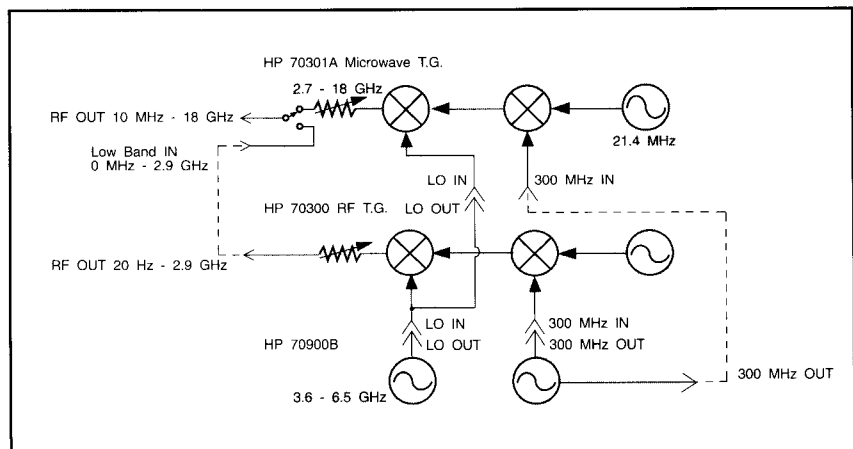 HP 70301A Microwave T.G.
2.7 - 18 GHz
RF OUT 10 MHz - 18 GHz
21.4 MHz
Low Band IN
0 MHz - 2.9 GHz
LO IN
300 MHz IN
HP 70300 RF T.G.
LO OUT
RF OUT 20 Hz - 2.9 GHz
LO IN
300 MHz IN
HP 70900B
LO OUT
300 MHz OUT
300 MHz OUT
3.6 - 6.5 GHz